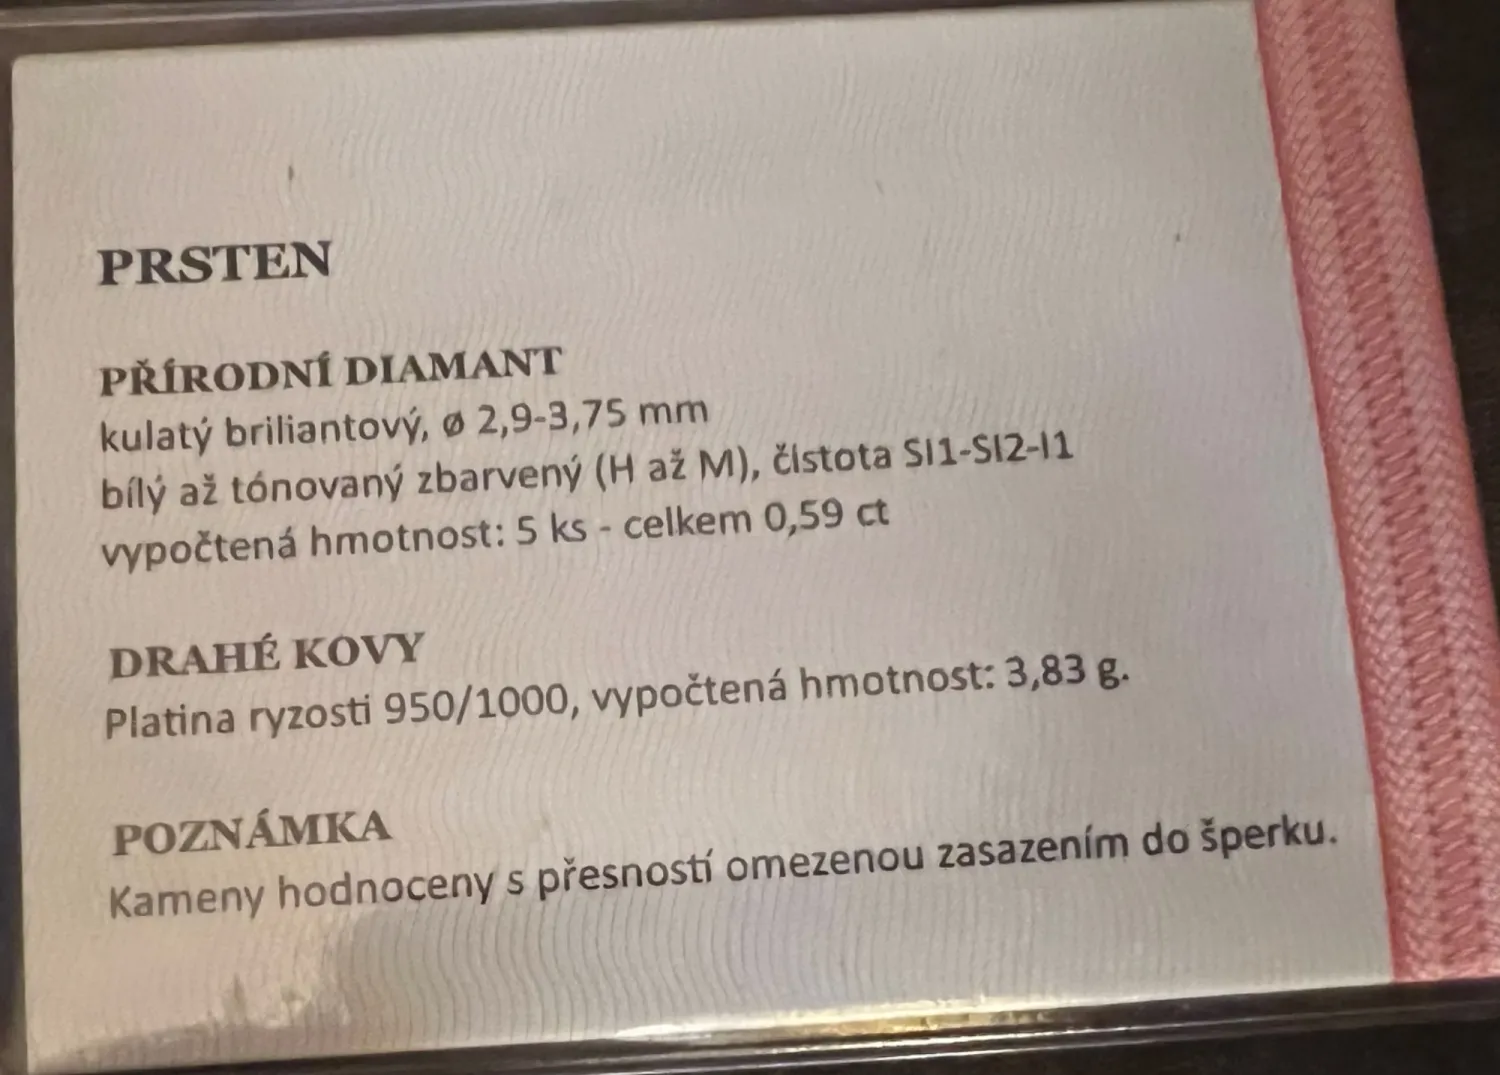 PRSTEN
PŘÍRODNÍ DIAMANT
kulatý briliantový, ø 2,9-3,75 mm
bílý až tónovaný zbarvený (H až M), čistota SI1-SI2-I1
vypočtená hmotnost: 5 ks - celkem 0,59 ct
DRAHÉ KOVY
Platina ryzosti 950/1000, vypočtená hmotnost: 3,83 g.
POZNÁMKA
Kameny hodnoceny s přesností omezenou zasazením do šperku.